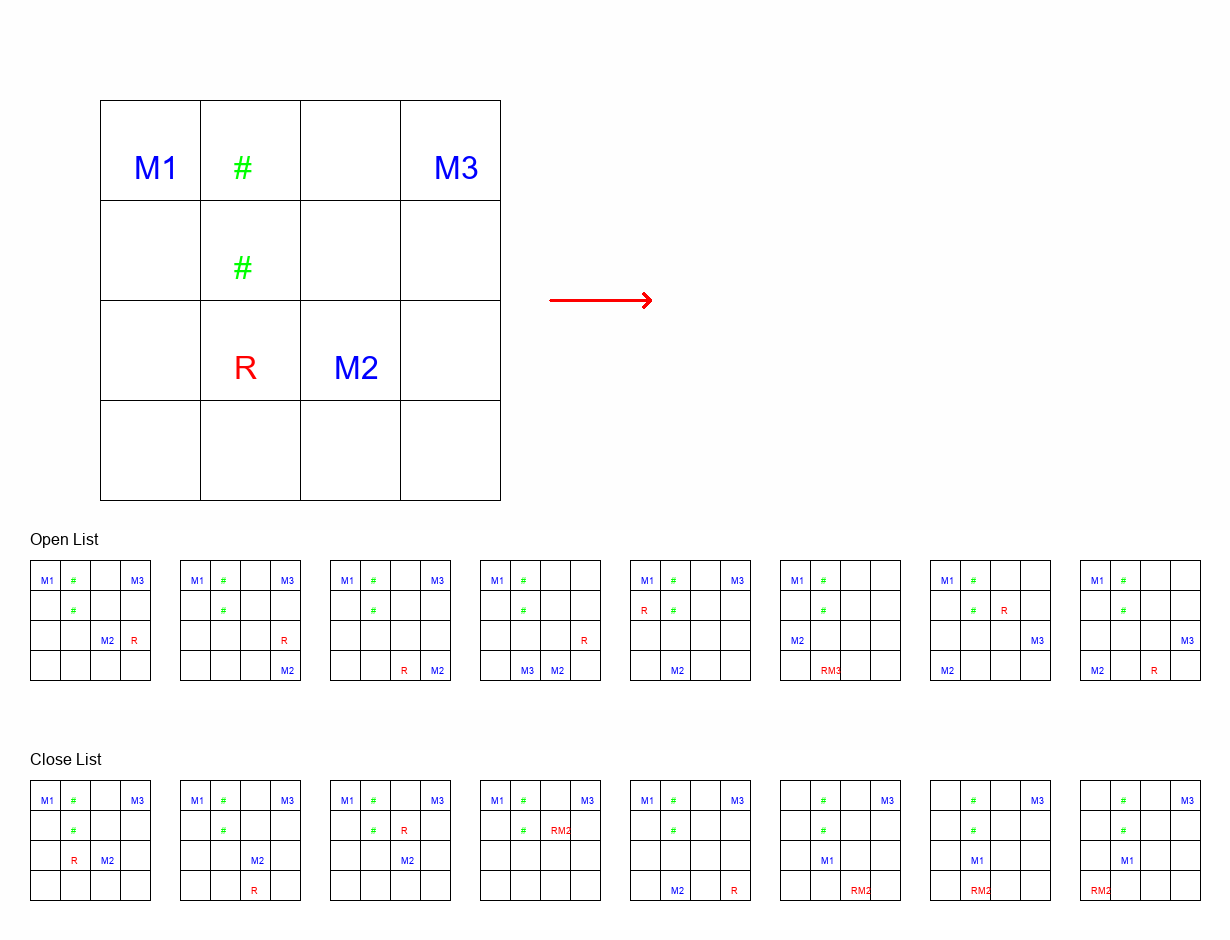 M1 # M3
#
R M2
Open List
M1 # M3 M1 # M3 M1 # M3 M1 # M1 # M3 M1 # M1 # M1 #
# # # # R # # # R #
M2 R R R M2 M3 M3
M2 R M2 M3 M2 M2 RM3 M2 M2 R
Close List
M1 # M3 M1 # M3 M1 # M3 M1 # M3 M1 # M3 # M3 # M3 # M3
# # # R # RM2 # # # #
R M2 M2 M2 M1 M1 M1
R M2 R RM2 RM2 RM2